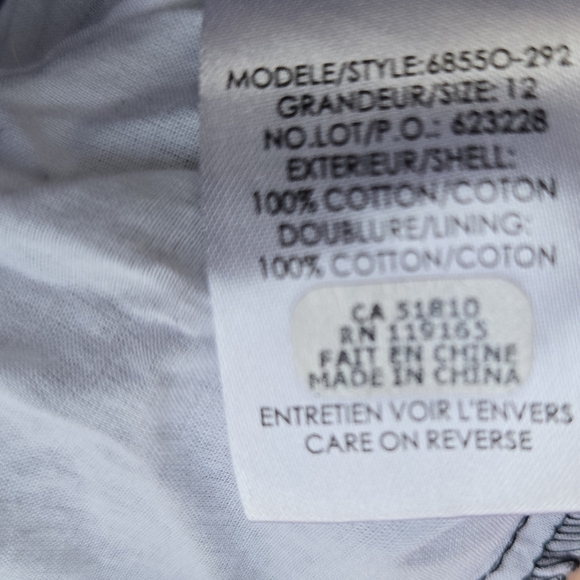 MODELE/STYLE:68550-292
GRANDEUR/SIZE: 12
NO.LOT/P.O.: 623228
EXTERIEUR/SHELL:
100% COTTON/COTON
DOUBLURE/LINING:
100% COTTON/COTON
CA 51810
RN 119165
FAIT EN CHINE
MADE IN CHINA
ENTRETIEN VOIR L'ENVERS
CARE ON REVERSE